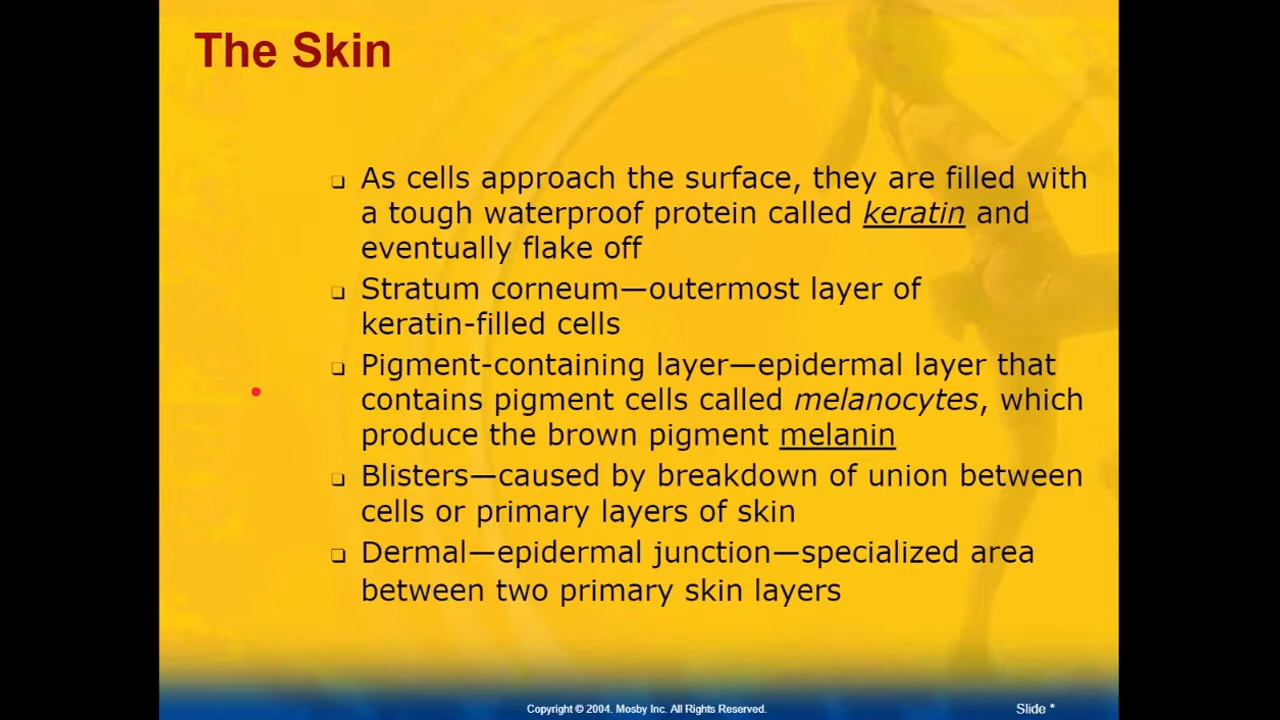 The Skin
❑ As cells approach the surface, they are filled with
a tough waterproof protein called keratin and
eventually flake off
❑ Stratum corneum—outermost layer of
keratin-filled cells
❑ Pigment-containing layer—epidermal layer that
contains pigment cells called melanocytes, which
produce the brown pigment melanin
❑ Blisters—caused by breakdown of union between
cells or primary layers of skin
❑ Dermal—epidermal junction—specialized area
between two primary skin layers
Copyright © 2004. Mosby Inc. All Rights Reserved.
Slide *